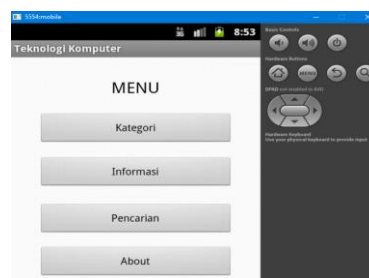 5554:mobile
3G 8:53
Teknologi Komputer
MENU
Kategori
Informasi
Pencarian
About
Basic Controls
Hardware Buttons
MENU
DPAD not enabled in AVD
Hardware Keyboard
Use your physical keyboard to provide input